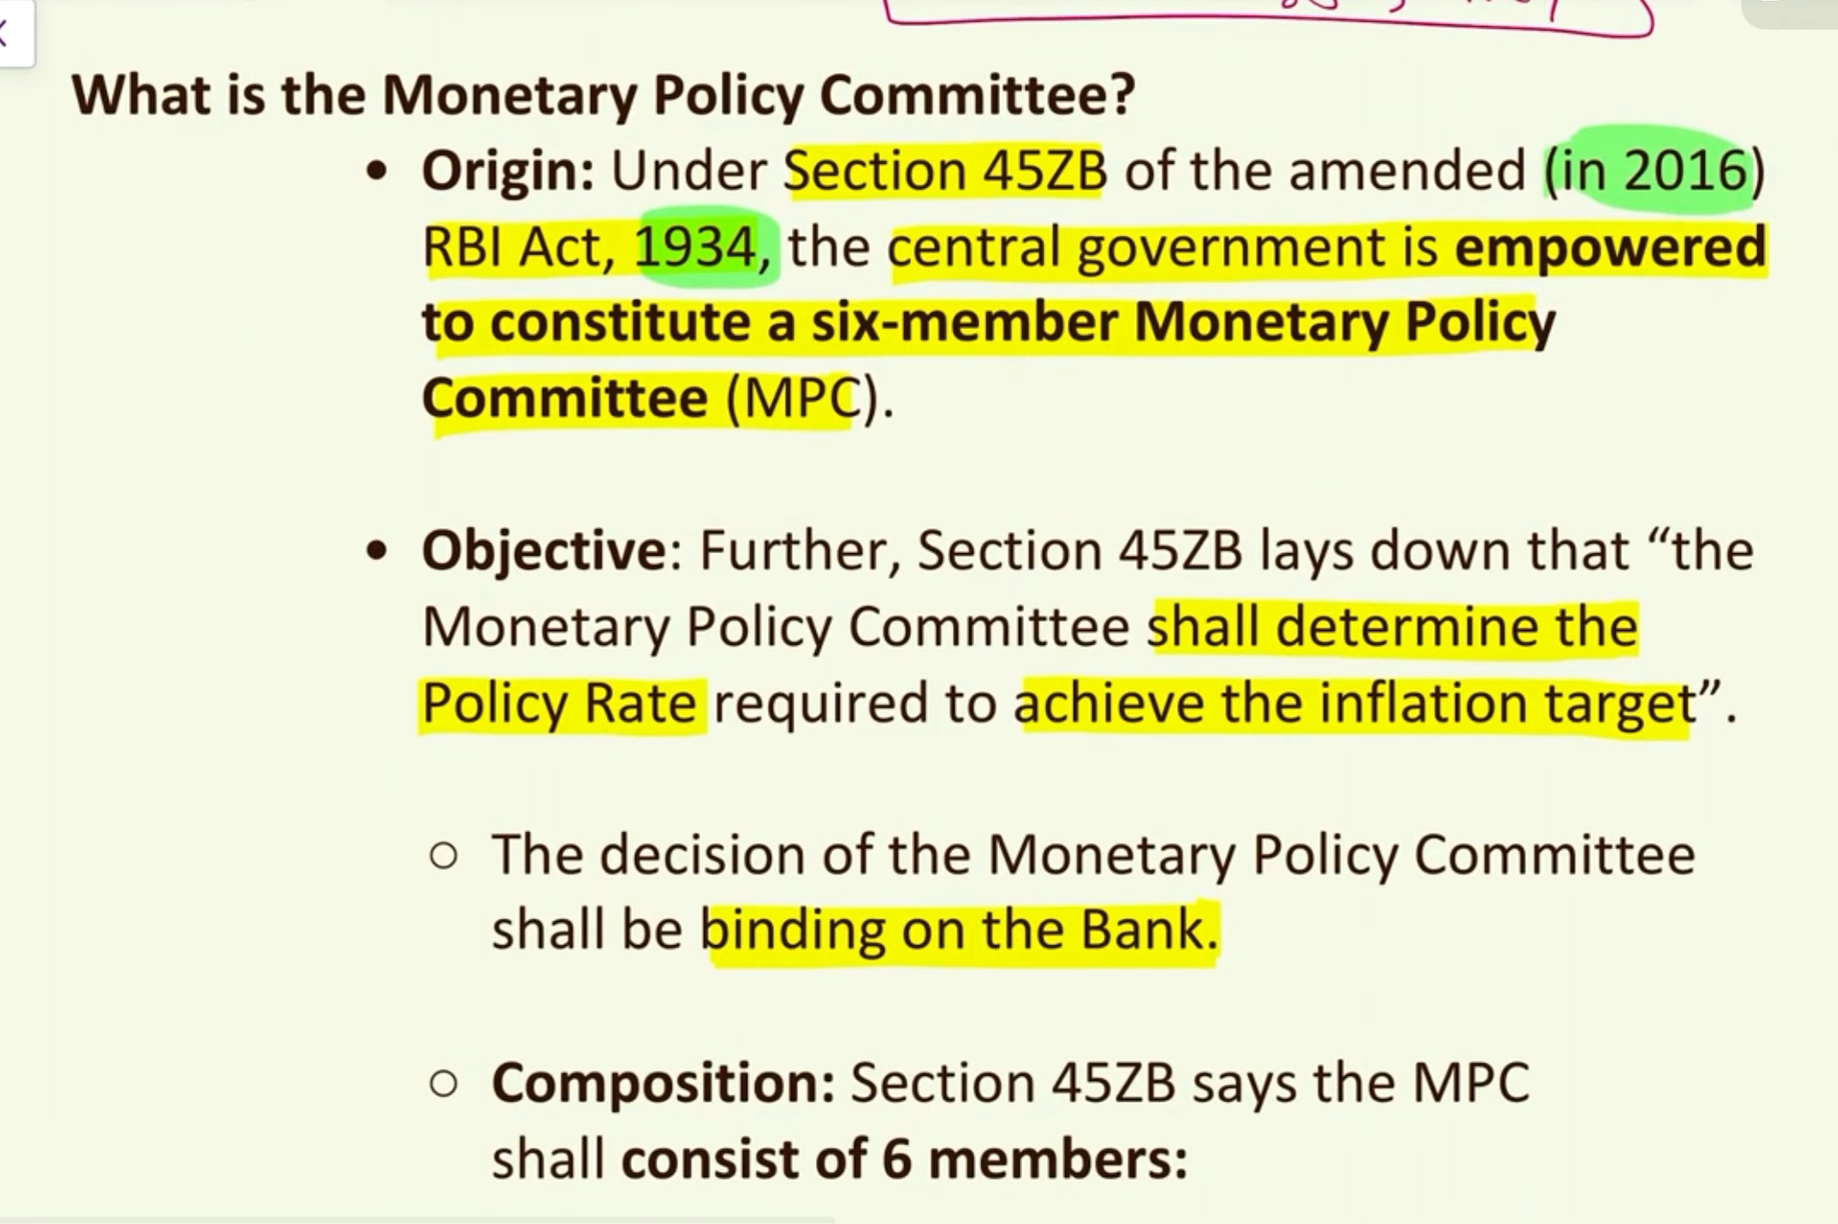 What is the Monetary Policy Committee?
• Origin: Under Section 45ZB of the amended (in 2016)
RBI Act, 1934, the central government is empowered
to constitute a six-member Monetary Policy
Committee (MPC).
• Objective: Further, Section 45ZB lays down that “the
Monetary Policy Committee shall determine the
Policy Rate required to achieve the inflation target”.
○ The decision of the Monetary Policy Committee
shall be binding on the Bank.
○ Composition: Section 45ZB says the MPC
shall consist of 6 members: